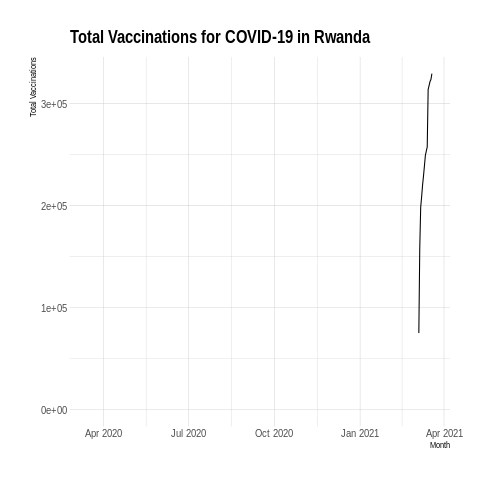 Total Vaccinations for COVID-19 in Rwanda
Total Vaccinations
3e+05
2e+05
1e+05
0e+00
Apr 2020 Jul 2020 Oct 2020 Jan 2021 Apr 2021
Month